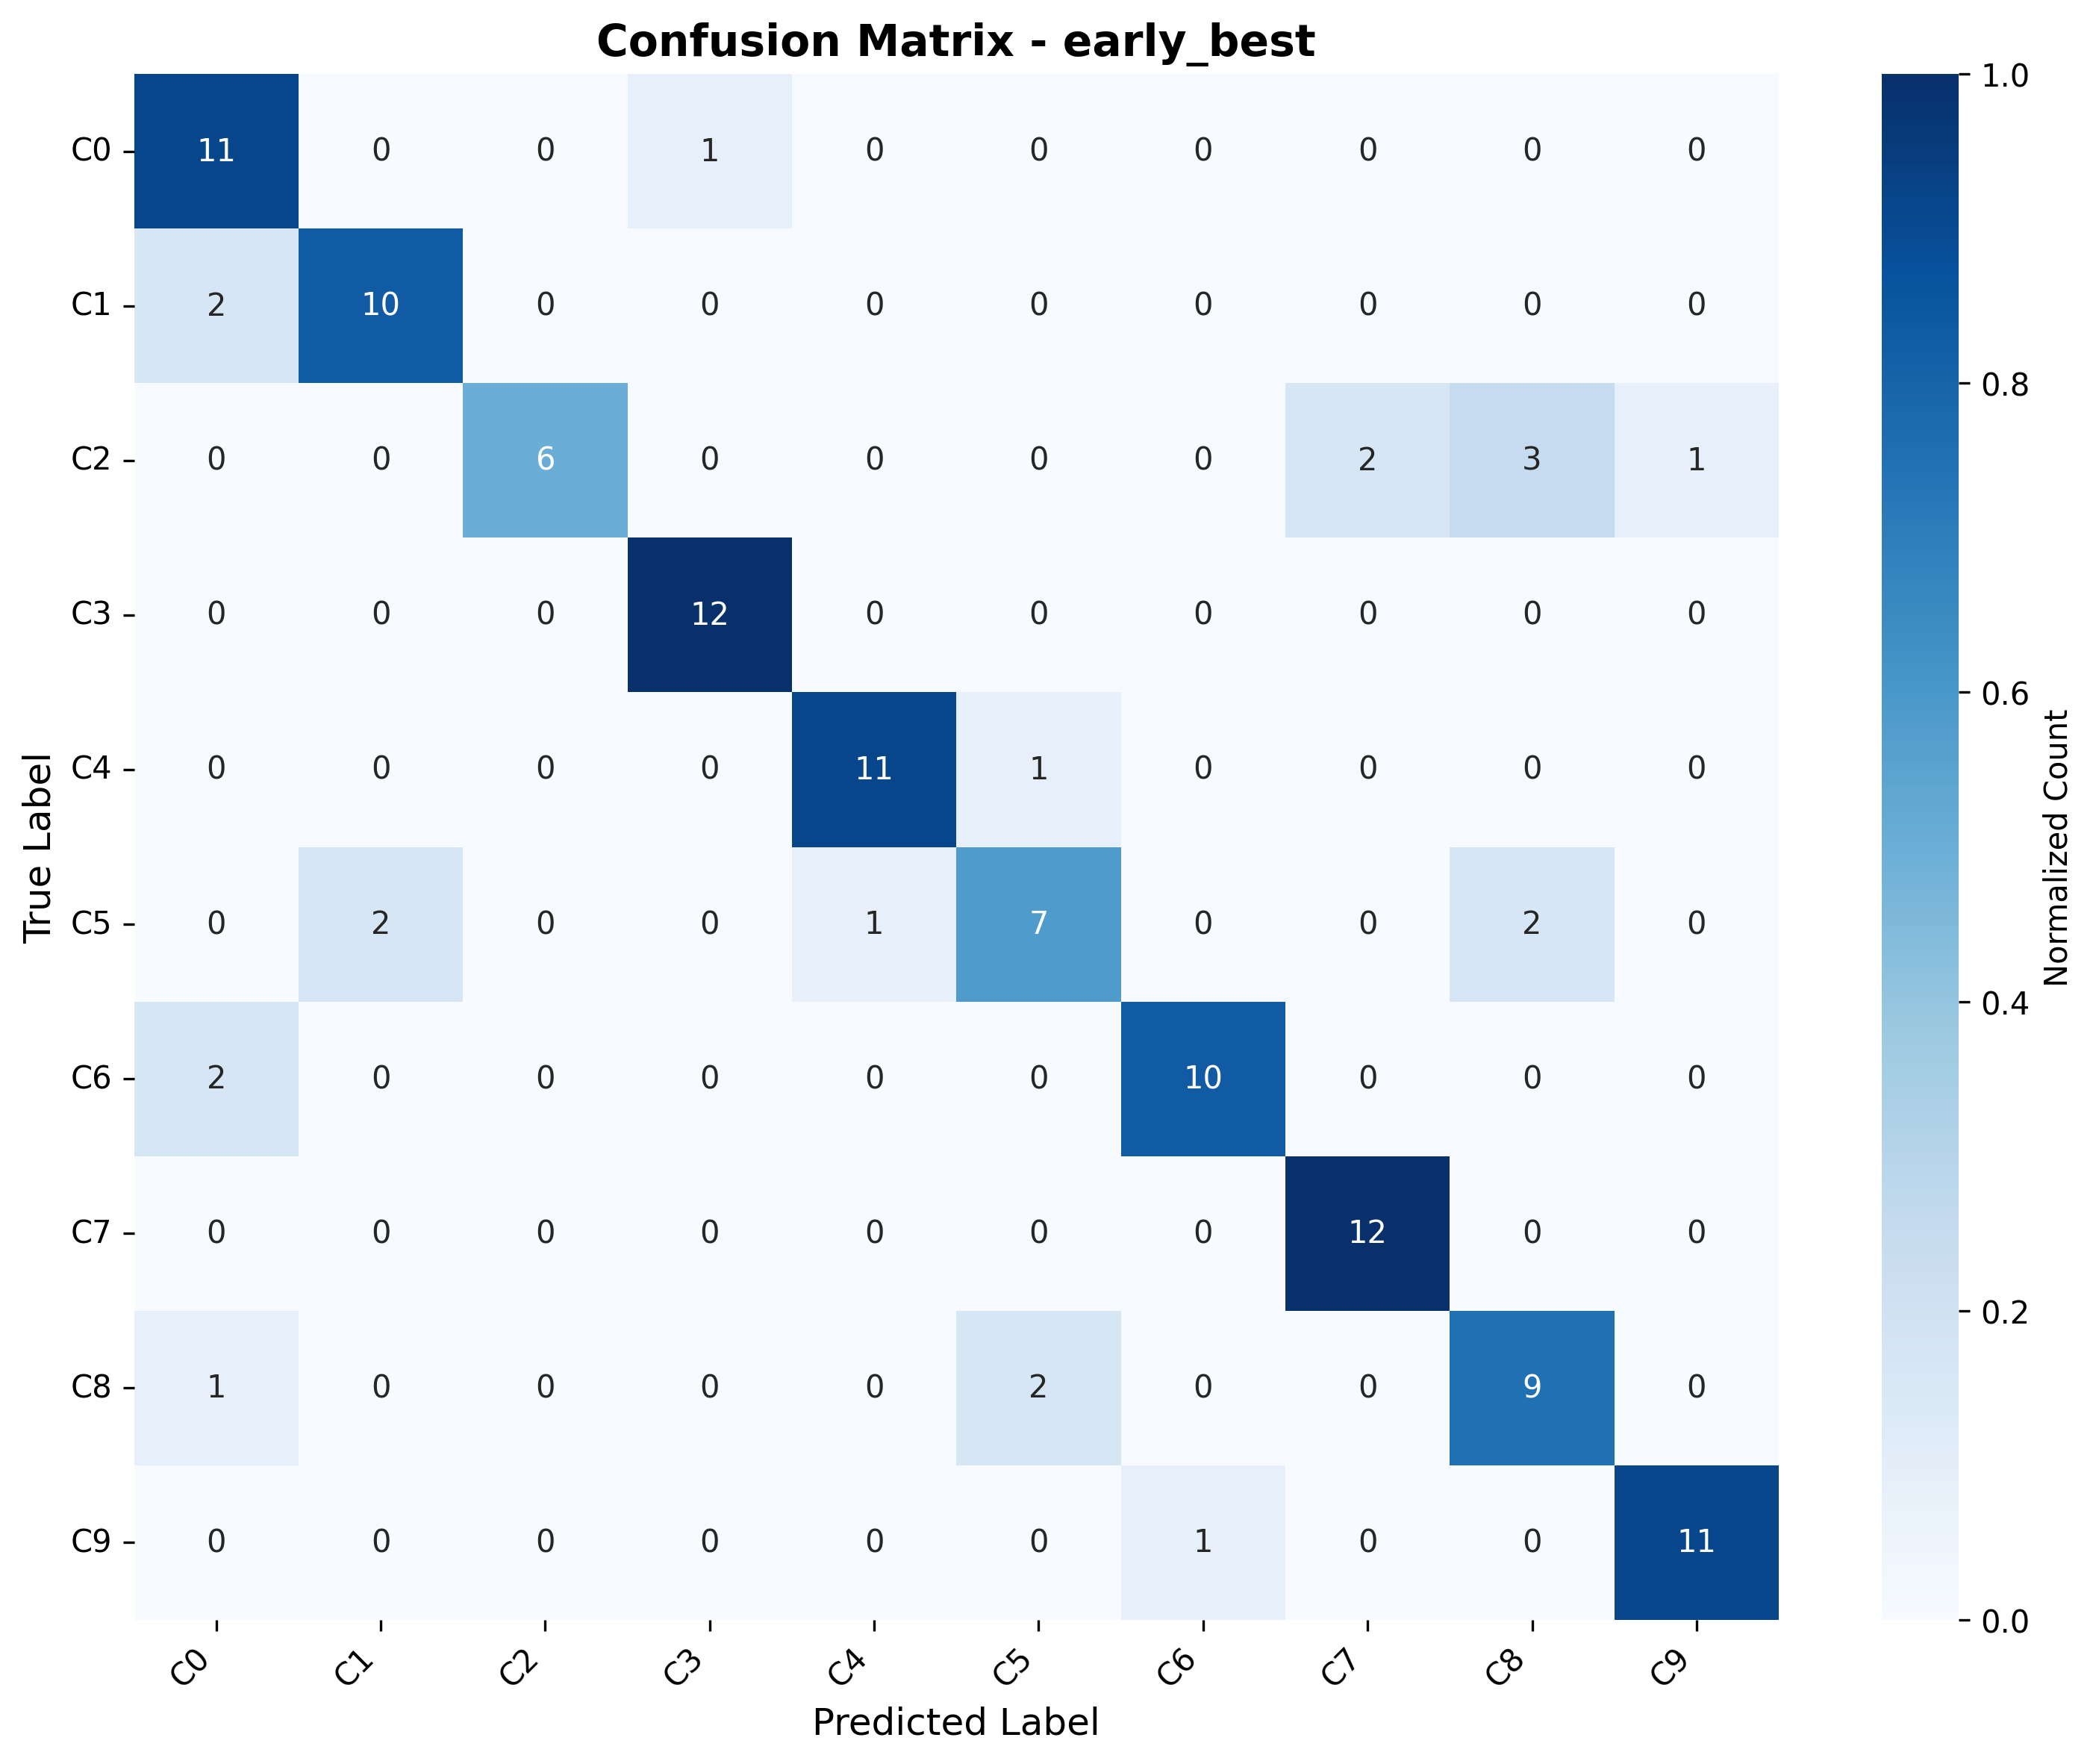 Confusion Matrix - early_best
C0 11 0 0 1 0 0 0 0 0 0
C1 2 10 0 0 0 0 0 0 0 0
C2 0 0 6 0 0 0 0 2 3 1
C3 0 0 0 12 0 0 0 0 0 0
C4 0 0 0 0 11 1 0 0 0 0
C5 0 2 0 0 1 7 0 0 2 0
C6 2 0 0 0 0 0 10 0 0 0
C7 0 0 0 0 0 0 0 12 0 0
C8 1 0 0 0 0 2 0 0 9 0
C9 0 0 0 0 0 0 1 0 0 11
C0 C1 C2 C3 C4 C5 C6 C7 C8 C9
Predicted Label
True Label
1.0
0.8
0.6
0.4
0.2
0.0
Normalized Count